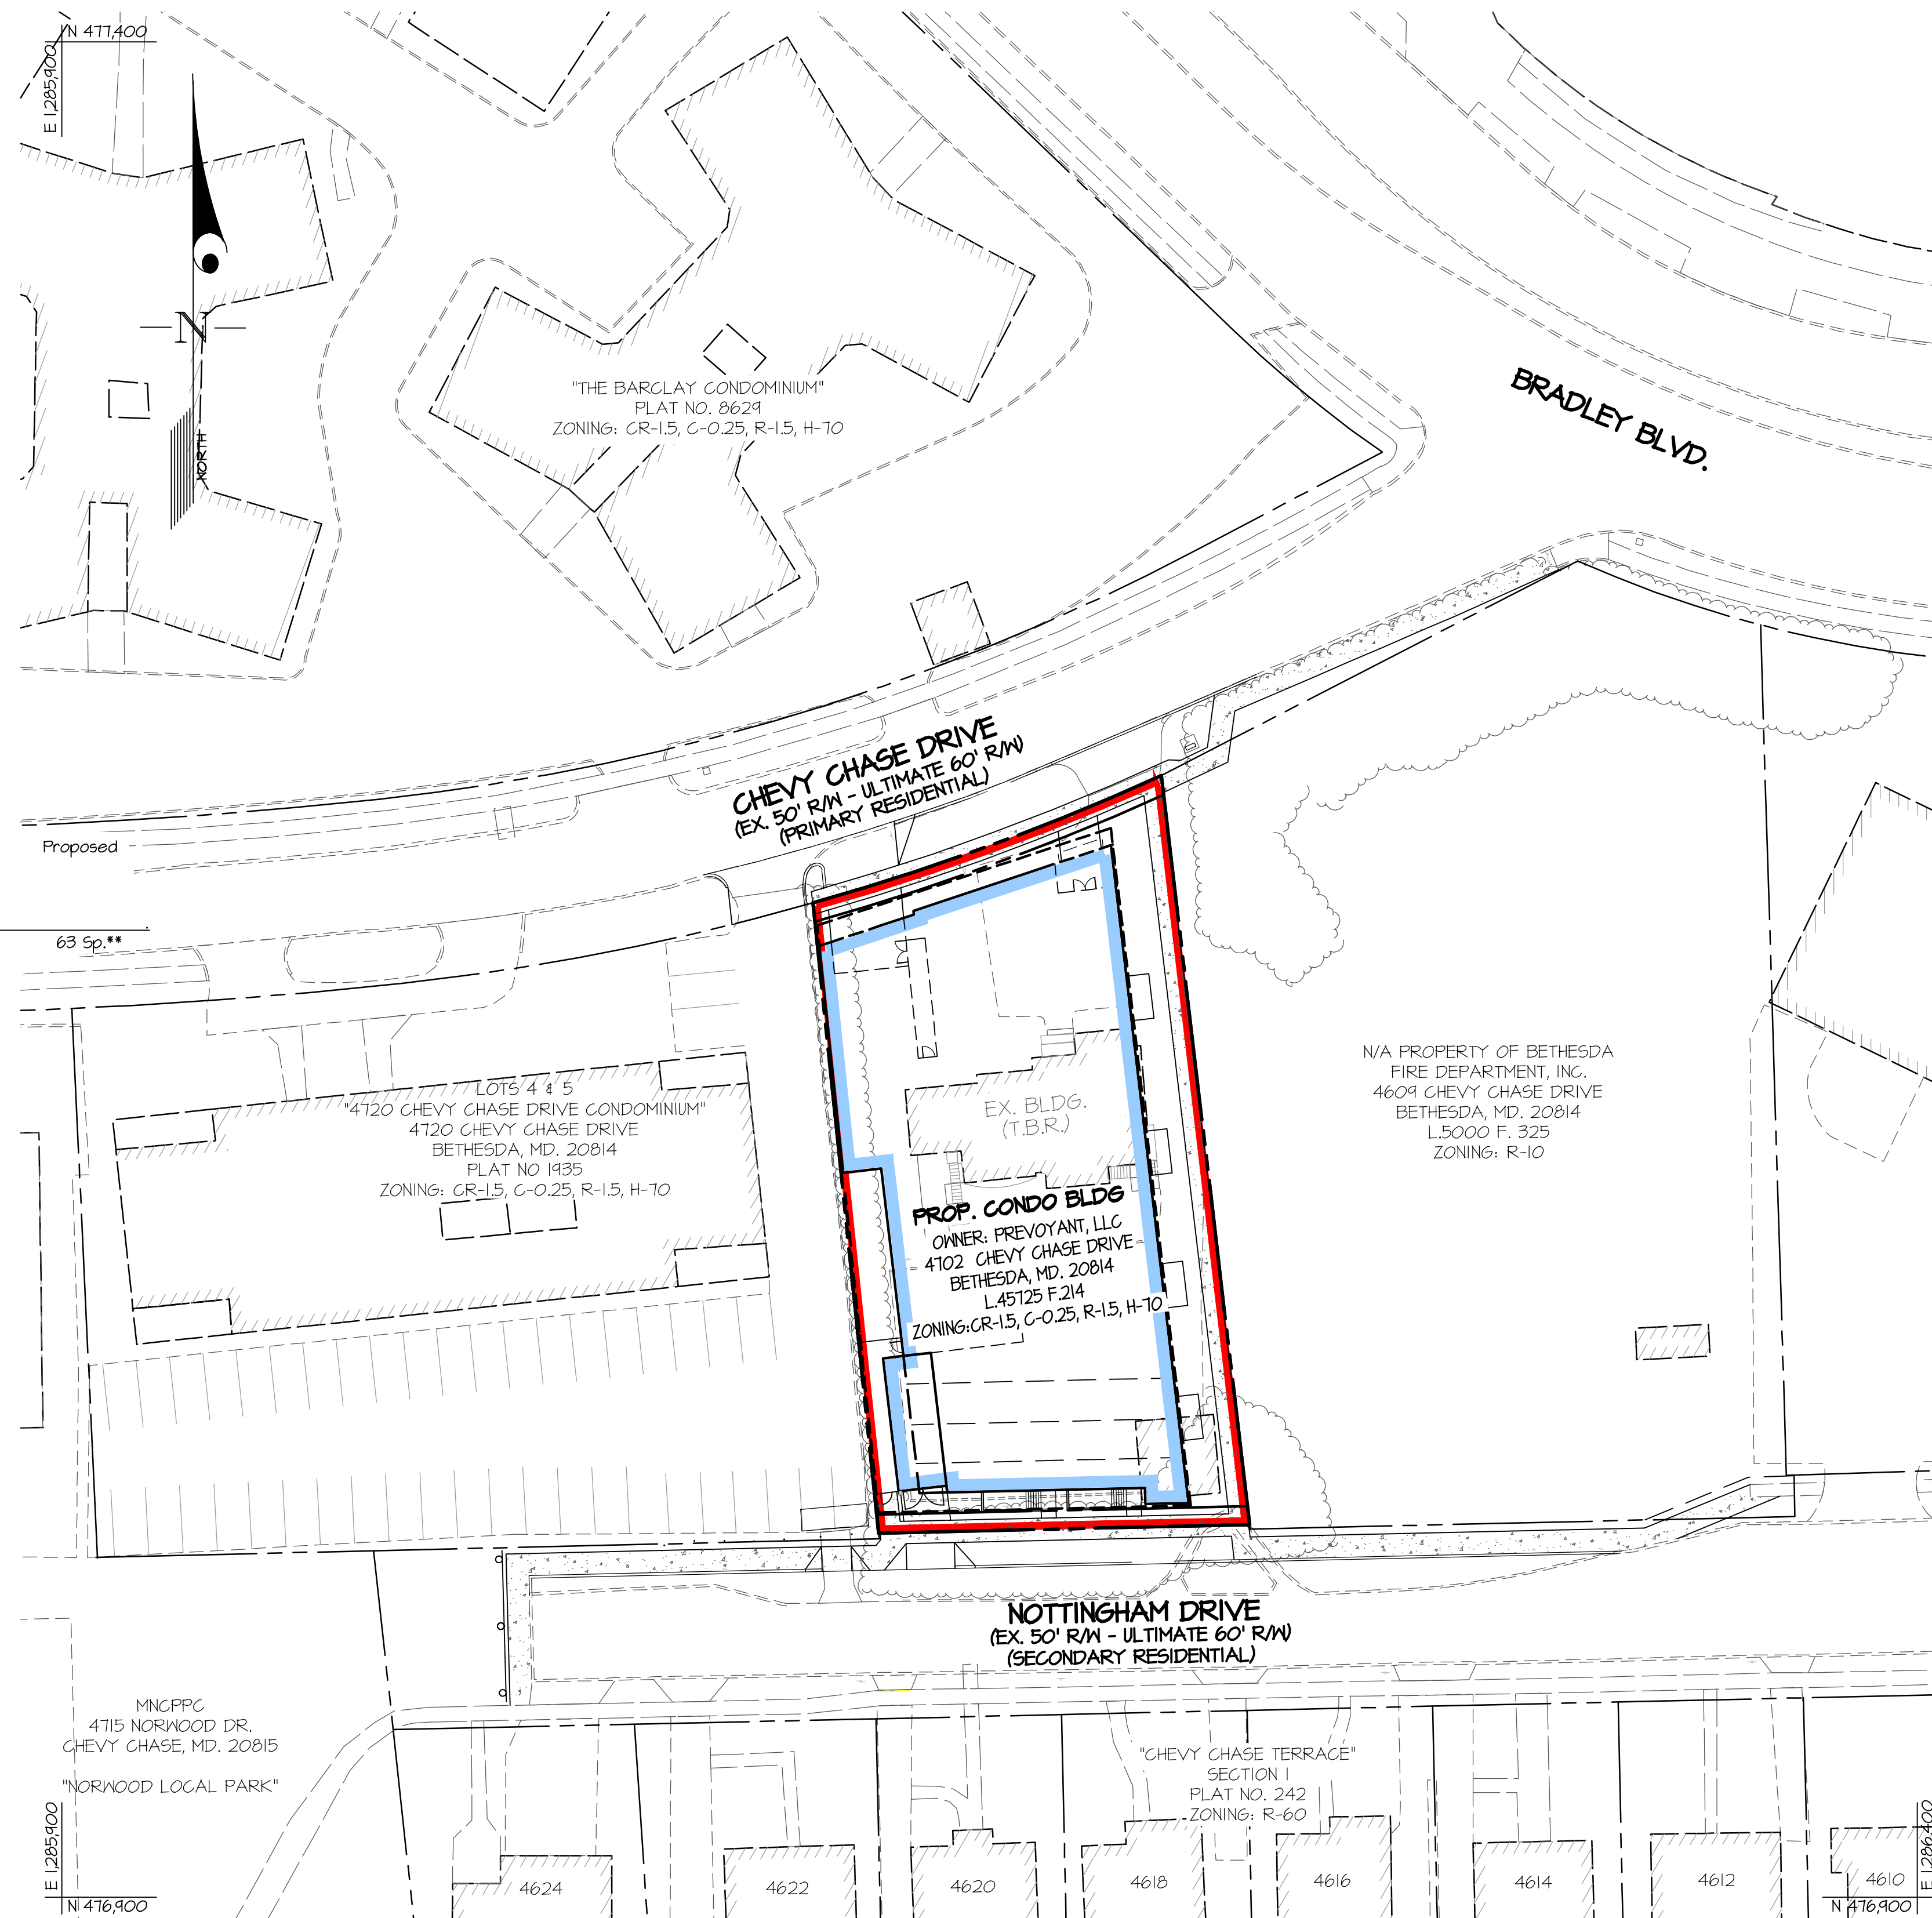 N 477,400
E 1,285,900
N
NORTH
"THE BARCLAY CONDOMINIUM"
PLAT NO. 8629
ZONING: CR-1.5, C-0.25, R-1.5, H-70
BRADLEY BLVD.
CHEVY CHASE DRIVE
(EX. 50' R/W - ULTIMATE 60' R/W)
(PRIMARY RESIDENTIAL)
Proposed
63 Sp.**
LOTS 4 & 5
"4720 CHEVY CHASE DRIVE CONDOMINIUM"
4720 CHEVY CHASE DRIVE
BETHESDA, MD. 20814
PLAT NO 1935
ZONING: CR-1.5, C-0.25, R-1.5, H-70
EX. BLDG.
(T.B.R.)
PROP. CONDO BLDG
OWNER: PREVOYANT, LLC
4702 CHEVY CHASE DRIVE
BETHESDA, MD. 20814
L.45725 F.214
ZONING:CR-1.5, C-0.25, R-1.5, H-70
N/A PROPERTY OF BETHESDA
FIRE DEPARTMENT, INC.
4609 CHEVY CHASE DRIVE
BETHESDA, MD. 20814
L.5000 F. 325
ZONING: R-10
NOTTINGHAM DRIVE
(EX. 50' R/W - ULTIMATE 60' R/W)
(SECONDARY RESIDENTIAL)
MNCPPC
4715 NORWOOD DR.
CHEVY CHASE, MD. 20815
"NORWOOD LOCAL PARK"
"CHEVY CHASE TERRACE"
SECTION 1
PLAT NO. 242
ZONING: R-60
4624
4622
4620
4618
4616
4614
4612
4610
E 1,285,900
N 476,900
E 1,286,400
N 476,900